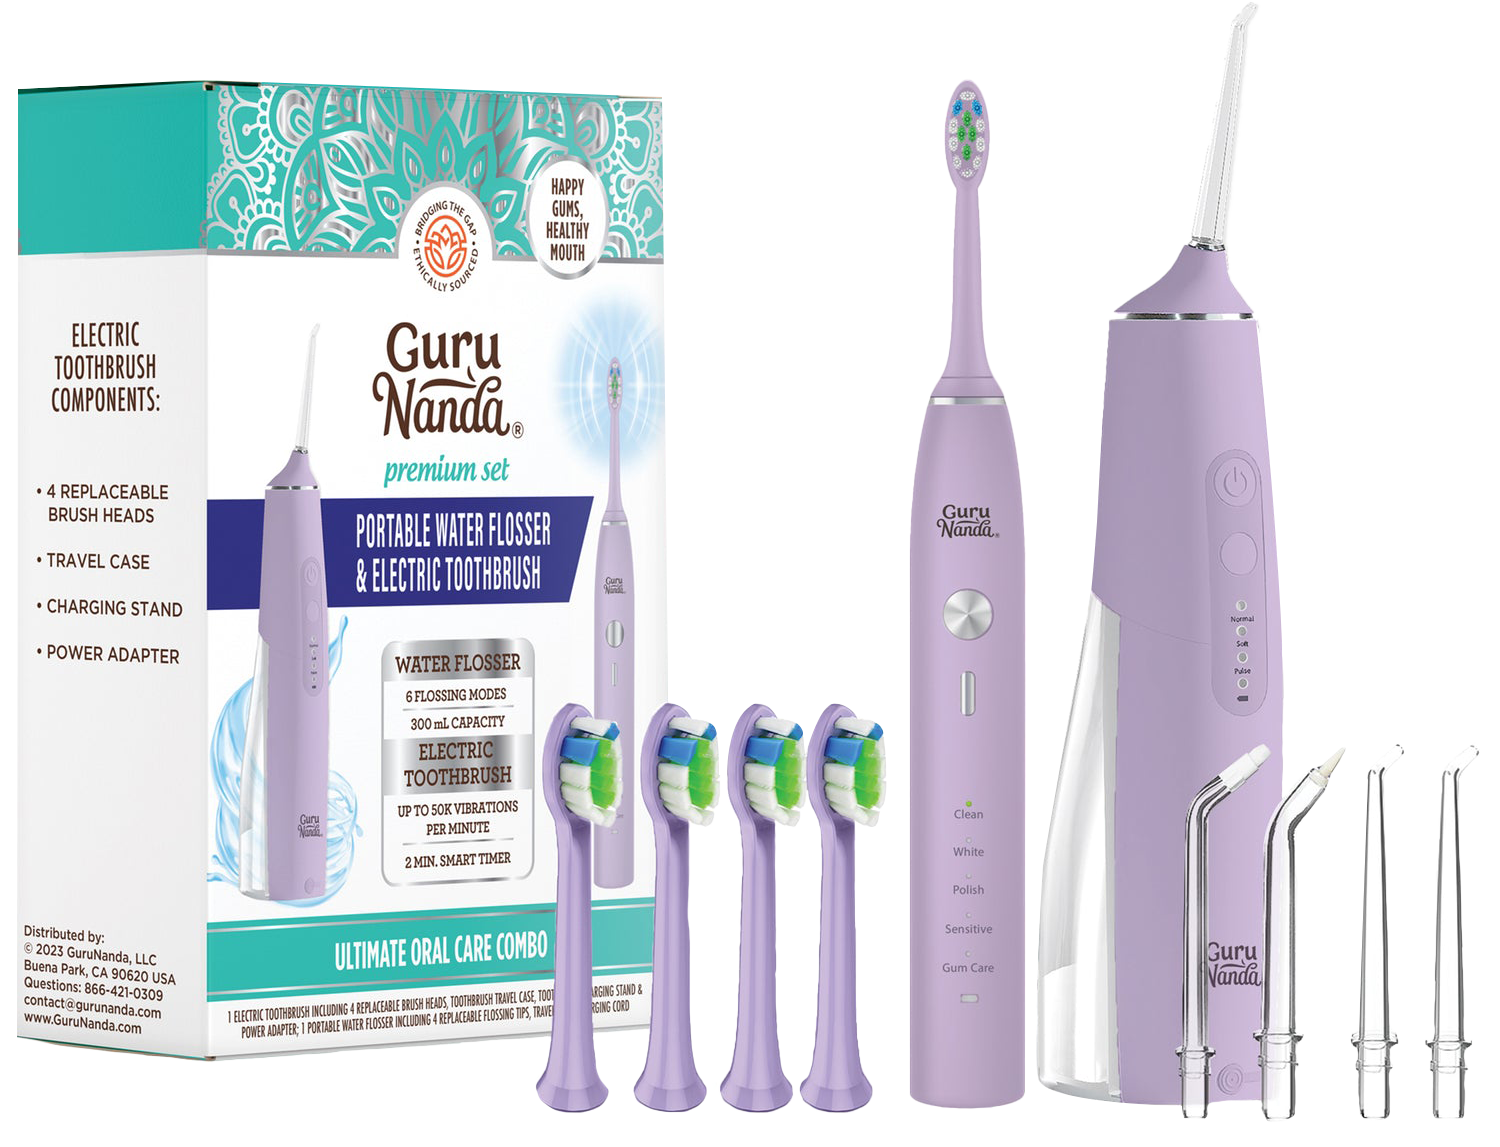 ELECTRIC
TOOTHBRUSH
COMPONENTS:
• 4 REPLACEABLE
BRUSH HEADS
• TRAVEL CASE
• CHARGING STAND
• POWER ADAPTER
Distributed by:
© 2023 GuruNanda, LLC
Buena Park, CA 90620 USA
Questions: 866-421-0309
contact@gurunanda.com
www.GuruNanda.com
• BRIDGING THE GAP •
ETHICALLY SOURCED
HAPPY
GUMS,
HEALTHY
MOUTH
Guru
Nanda®
premium set
PORTABLE WATER FLOSSER
& ELECTRIC TOOTHBRUSH
WATER FLOSSER
6 FLOSSING MODES
300 mL CAPACITY
ELECTRIC
TOOTHBRUSH
UP TO 50K VIBRATIONS
PER MINUTE
2 MIN. SMART TIMER
Guru
Nanda
Guru
Nanda
ULTIMATE ORAL CARE COMBO
1 ELECTRIC TOOTHBRUSH INCLUDING 4 REPLACEABLE BRUSH HEADS, TOOTHBRUSH TRAVEL CASE, STAND &
POWER ADAPTER; 1 PORTABLE WATER FLOSSER INCLUDING 4 REPLACEABLE FLOSSING TIPS, CORD
Guru
Nanda®
Clean
White
Polish
Sensitive
Gum Care
Normal
Soft
Pulse
Guru
Nanda